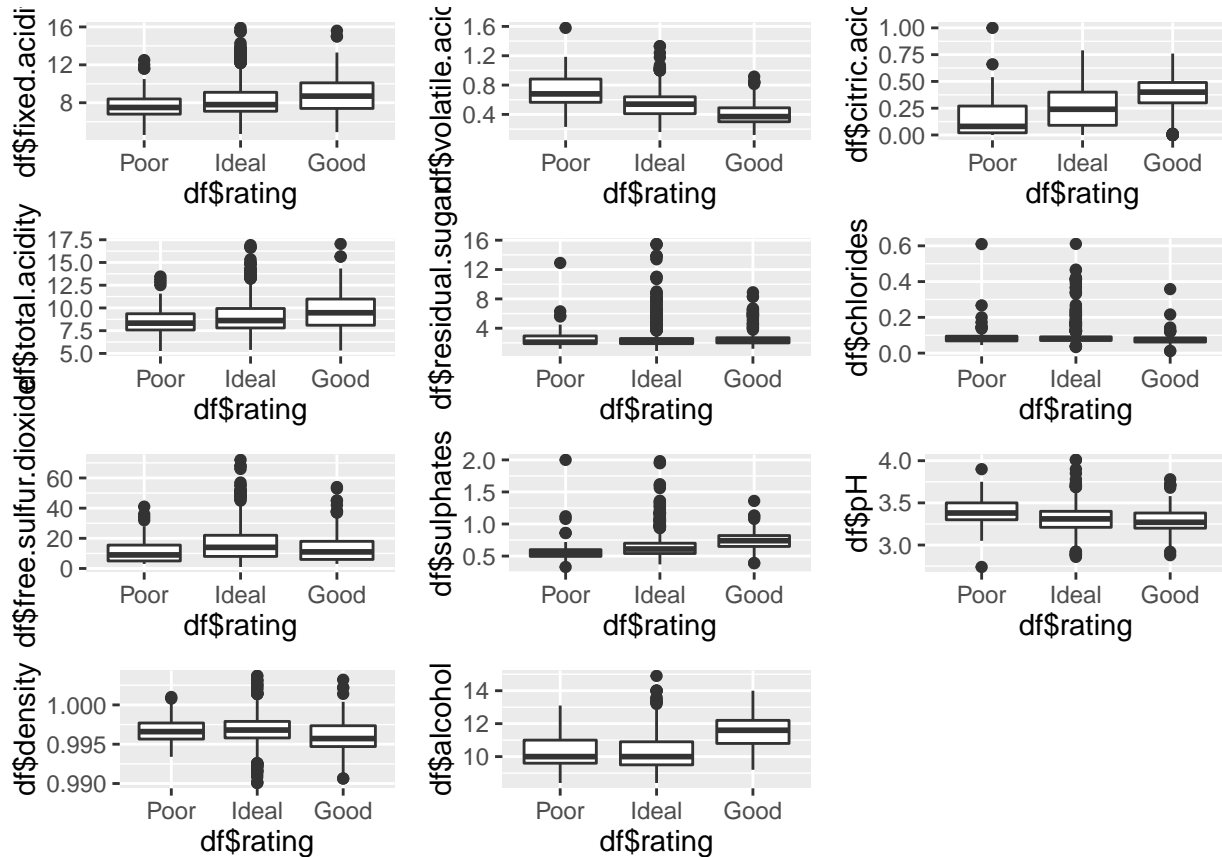 df$fixed.acidi
16
12
8
Poor Ideal Good
df$rating
df$volatile.acid
1.6
1.2
0.8
0.4
Poor Ideal Good
df$rating
df$citric.acid
1.00
0.75
0.50
0.25
0.00
Poor Ideal Good
df$rating
df$total.acidity
17.5
15.0
12.5
10.0
7.5
5.0
Poor Ideal Good
df$rating
df$residual.sugar
16
12
8
4
Poor Ideal Good
df$rating
df$chlorides
0.6
0.4
0.2
0.0
Poor Ideal Good
df$rating
df$free.sulfur.dioxide
60
40
20
0
Poor Ideal Good
df$rating
df$sulphates
2.0
1.5
1.0
0.5
Poor Ideal Good
df$rating
df$pH
4.0
3.5
3.0
Poor Ideal Good
df$rating
df$density
1.000
0.995
0.990
Poor Ideal Good
df$rating
df$alcohol
14
12
10
Poor Ideal Good
df$rating